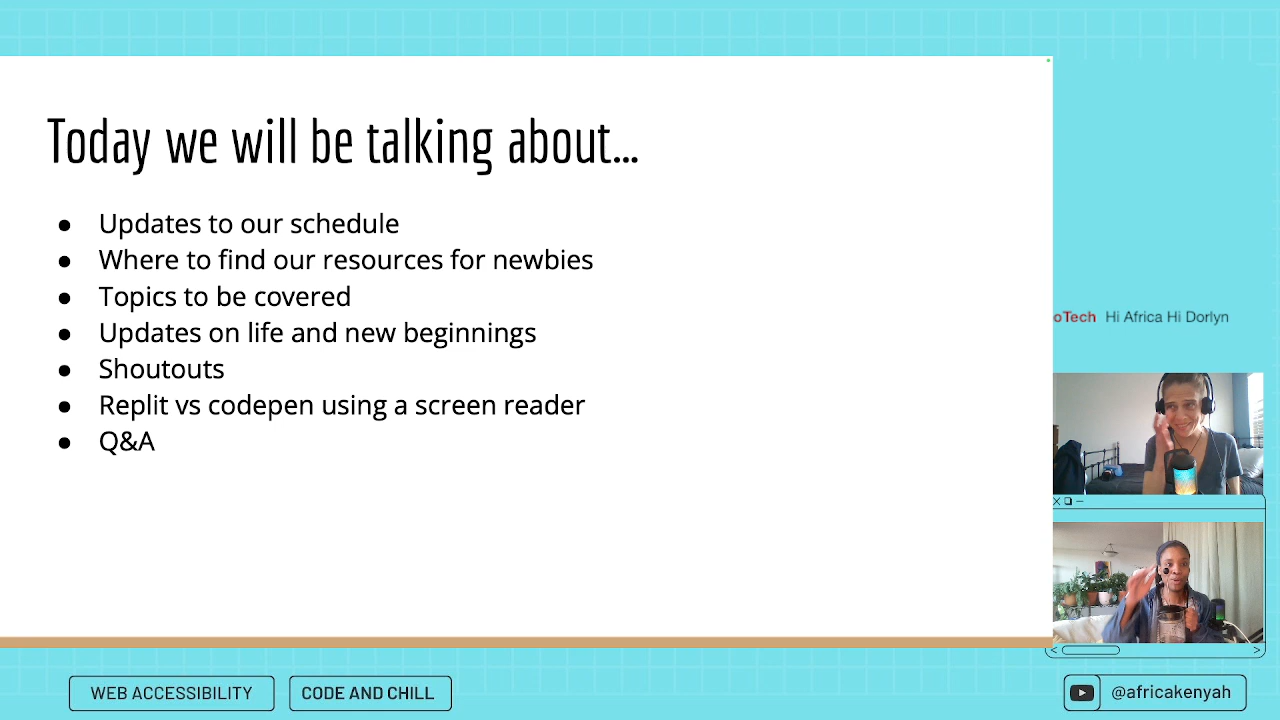 Today we will be talking about...
● Updates to our schedule
● Where to find our resources for newbies
● Topics to be covered
● Updates on life and new beginnings
● Shoutouts
● Replit vs codepen using a screen reader
● Q&A
oTech Hi Africa Hi Dorlyn
WEB ACCESSIBILITY
CODE AND CHILL
@africakenyah